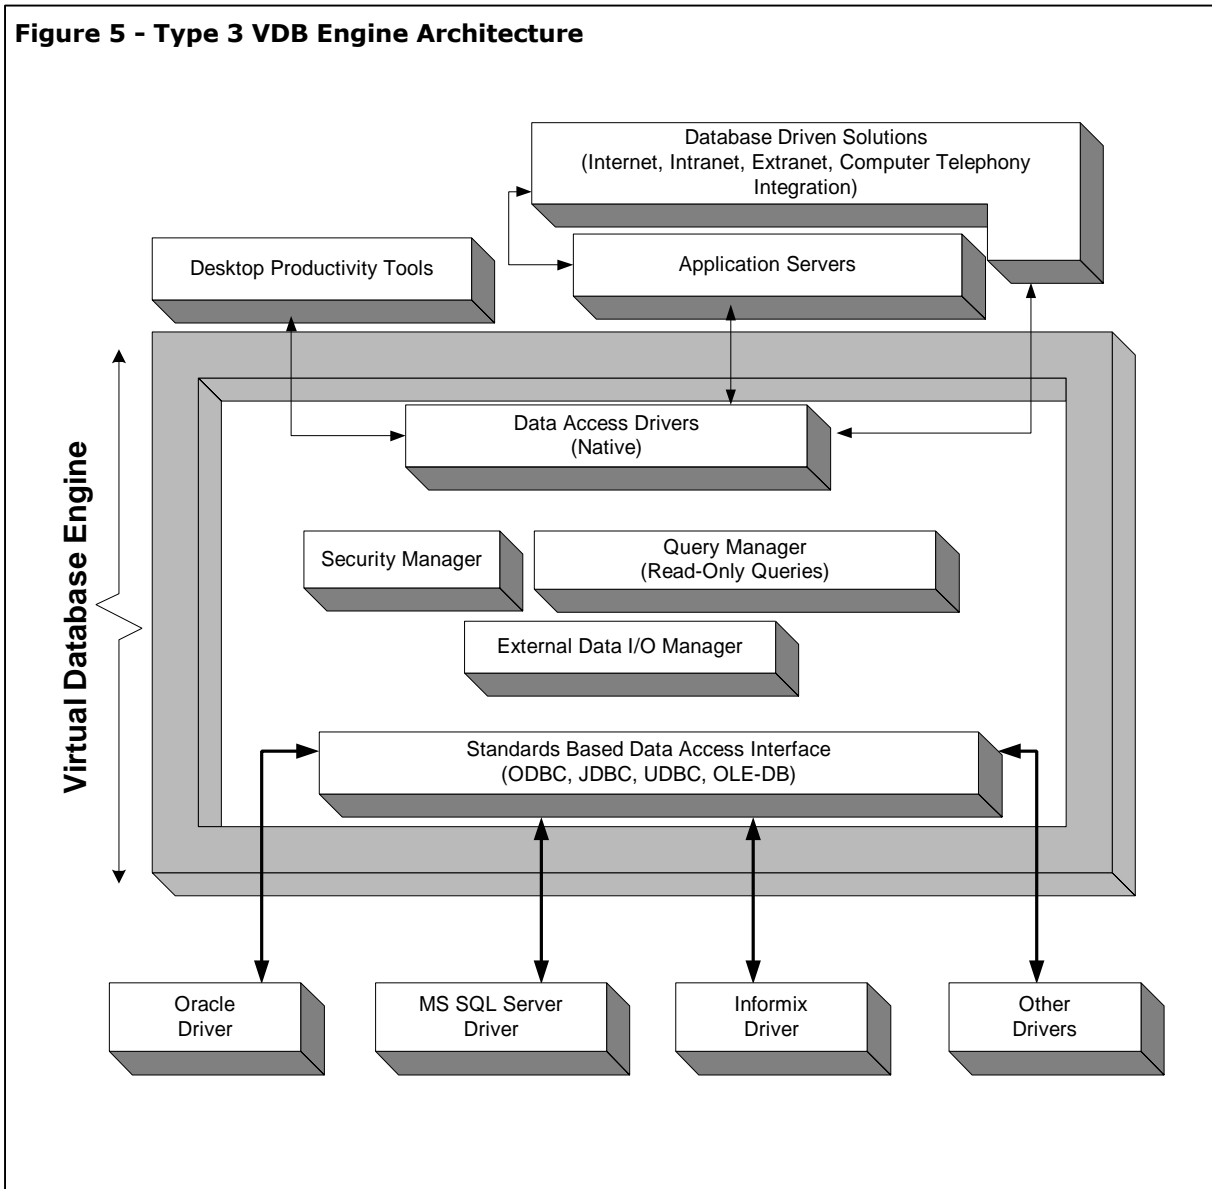 Figure 5 - Type 3 VDB Engine Architecture
Database Driven Solutions
(Internet, Intranet, Extranet, Computer Telephony
Integration)
Desktop Productivity Tools
Application Servers
Virtual Database Engine
Data Access Drivers
(Native)
Security Manager
Query Manager
(Read-Only Queries)
External Data I/O Manager
Standards Based Data Access Interface
(ODBC, JDBC, UDBC, OLE-DB)
Oracle
Driver
MS SQL Server
Driver
Informix
Driver
Other
Drivers